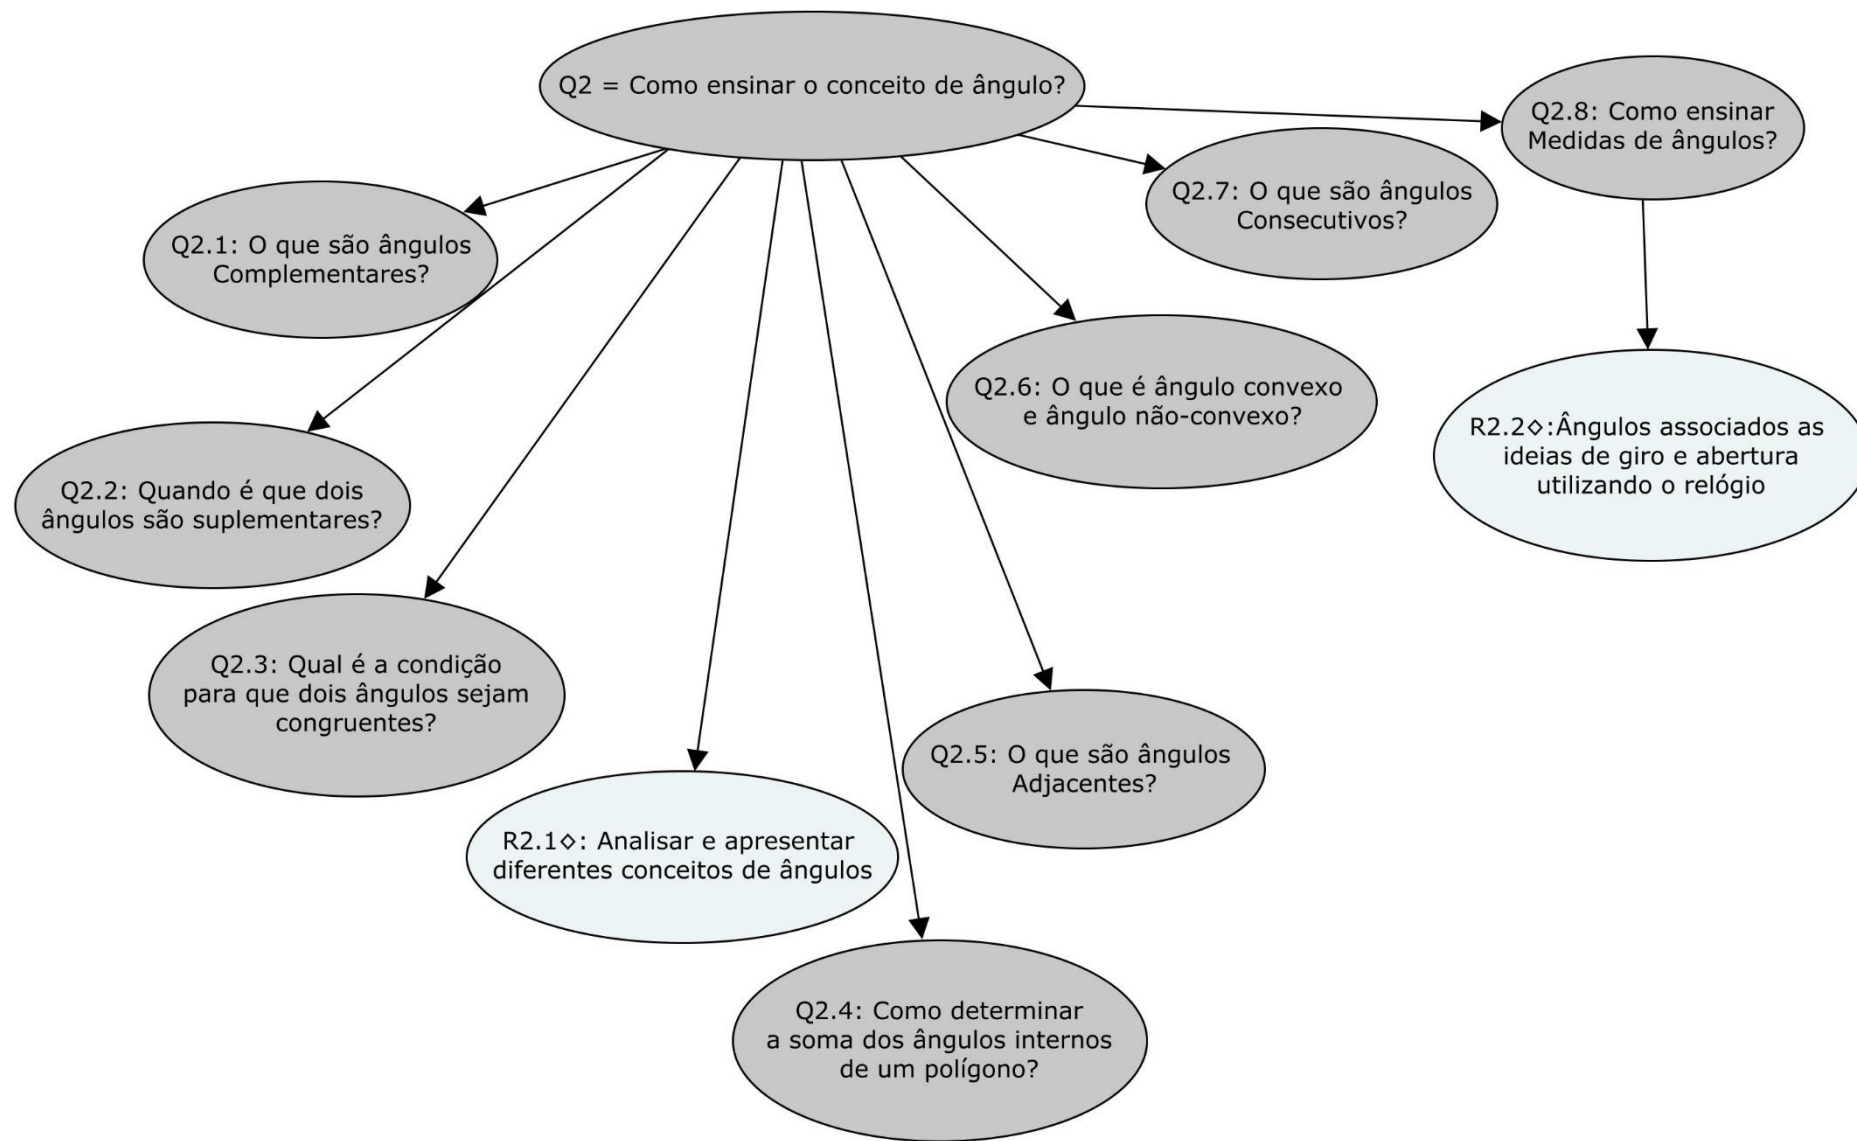 Q2 = Como ensinar o conceito de ângulo?
Q2.8: Como ensinar
Medidas de ângulos?
Q2.7: O que são ângulos
Consecutivos?
Q2.1: O que são ângulos
Complementares?
Q2.6: O que é ângulo convexo
e ângulo não-convexo?
R2.2◇:Ângulos associados as
ideias de giro e abertura
utilizando o relógio
Q2.2: Quando é que dois
ângulos são suplementares?
Q2.3: Qual é a condição
para que dois ângulos sejam
congruentes?
Q2.5: O que são ângulos
Adjacentes?
R2.1◇: Analisar e apresentar
diferentes conceitos de ângulos
Q2.4: Como determinar
a soma dos ângulos internos
de um polígono?